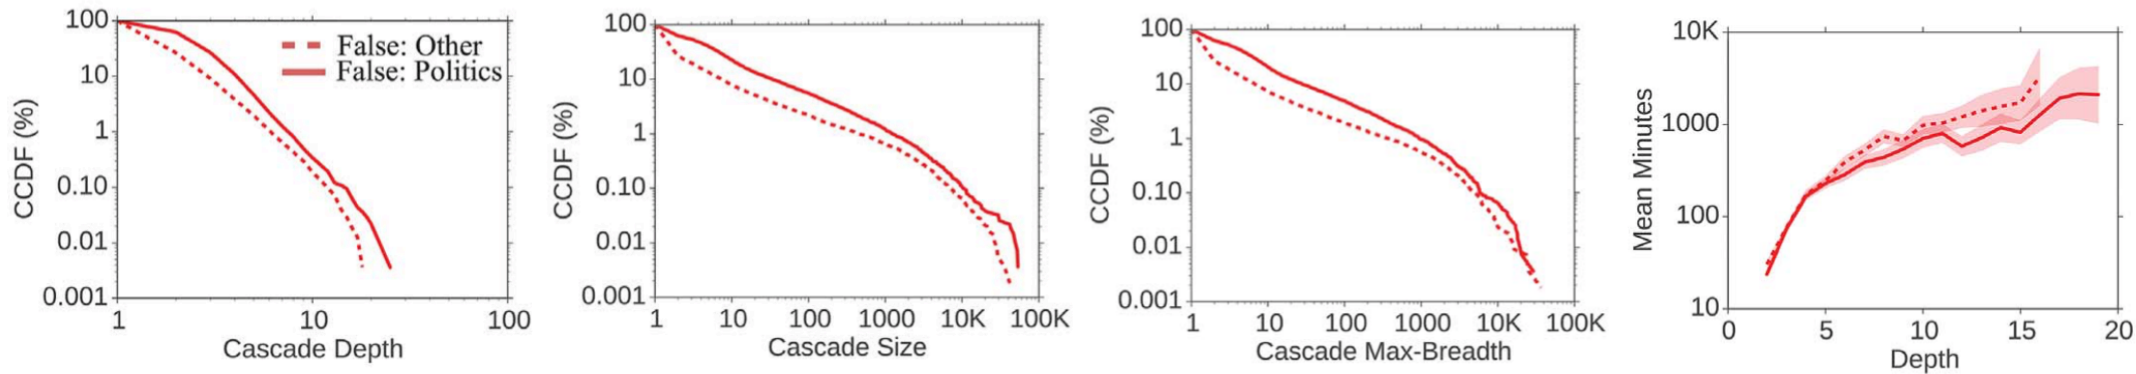 100
10
1
0.10
0.01
0.001
CCDF (%)
False: Other
False: Politics
1
10
100
Cascade Depth
100
10
1
0.10
0.01
0.001
CCDF (%)
1
10
100
1000
10K
100K
Cascade Size
100
10
1
0.10
0.01
0.001
CCDF (%)
1
10
100
1000
10K
100K
Cascade Max-Breadth
10K
1000
100
10
Mean Minutes
0
5
10
15
20
Depth